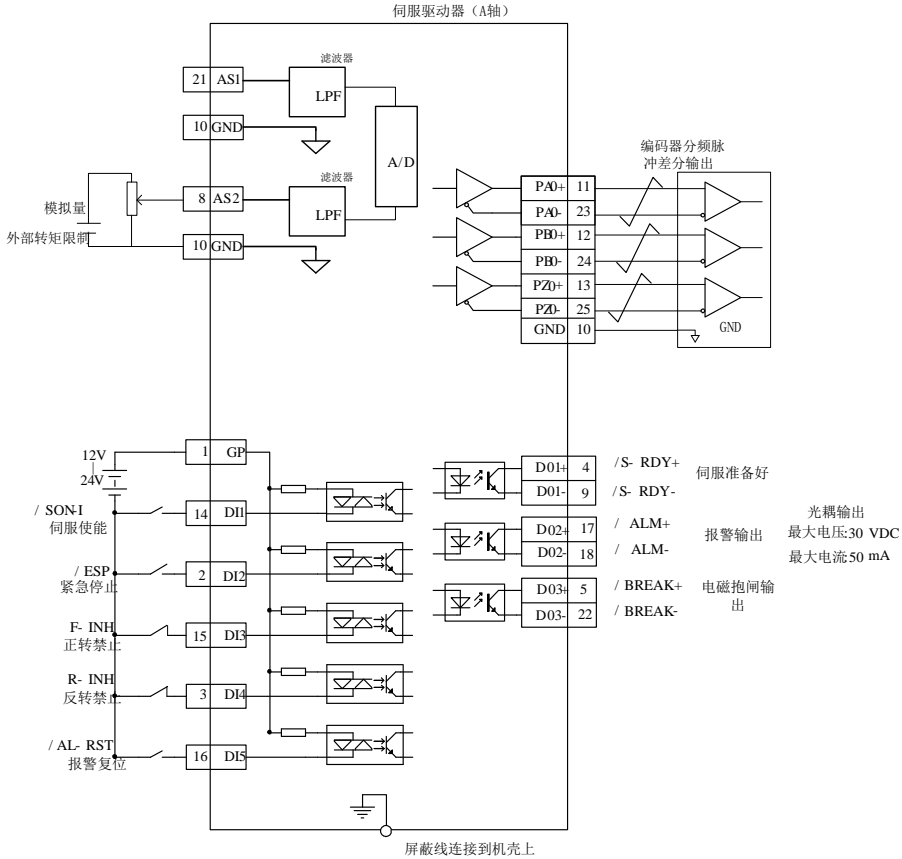 伺服驱动器（A轴）
滤波器
21 AS1
LPF
10 GND
A/D
滤波器
8 AS2
LPF
模拟量
外部转矩限制
10 GND
编码器分频脉
冲差分输出
PA0+ 11
PA0- 23
PB0+ 12
PB0- 24
PZ0+ 13
PZ0- 25
GND 10
GND
12V
24V
1 GP
/ SON-I
伺服使能
14 DI1
/ ESP
紧急停止
2 DI2
F- INH
正转禁止
15 DI3
R- INH
反转禁止
3 DI4
/ AL- RST
报警复位
16 DI5
D01+ 4 /S- RDY+
D01- 9 /S- RDY-
伺服准备好
D02+ 17 / ALM+
D02- 18 / ALM-
报警输出
D03+ 5 / BREAK+
D03- 22 / BREAK-
电磁抱闸输
出
光耦输出
最大电压:30 VDC
最大电流:50 mA
屏蔽线连接到机壳上